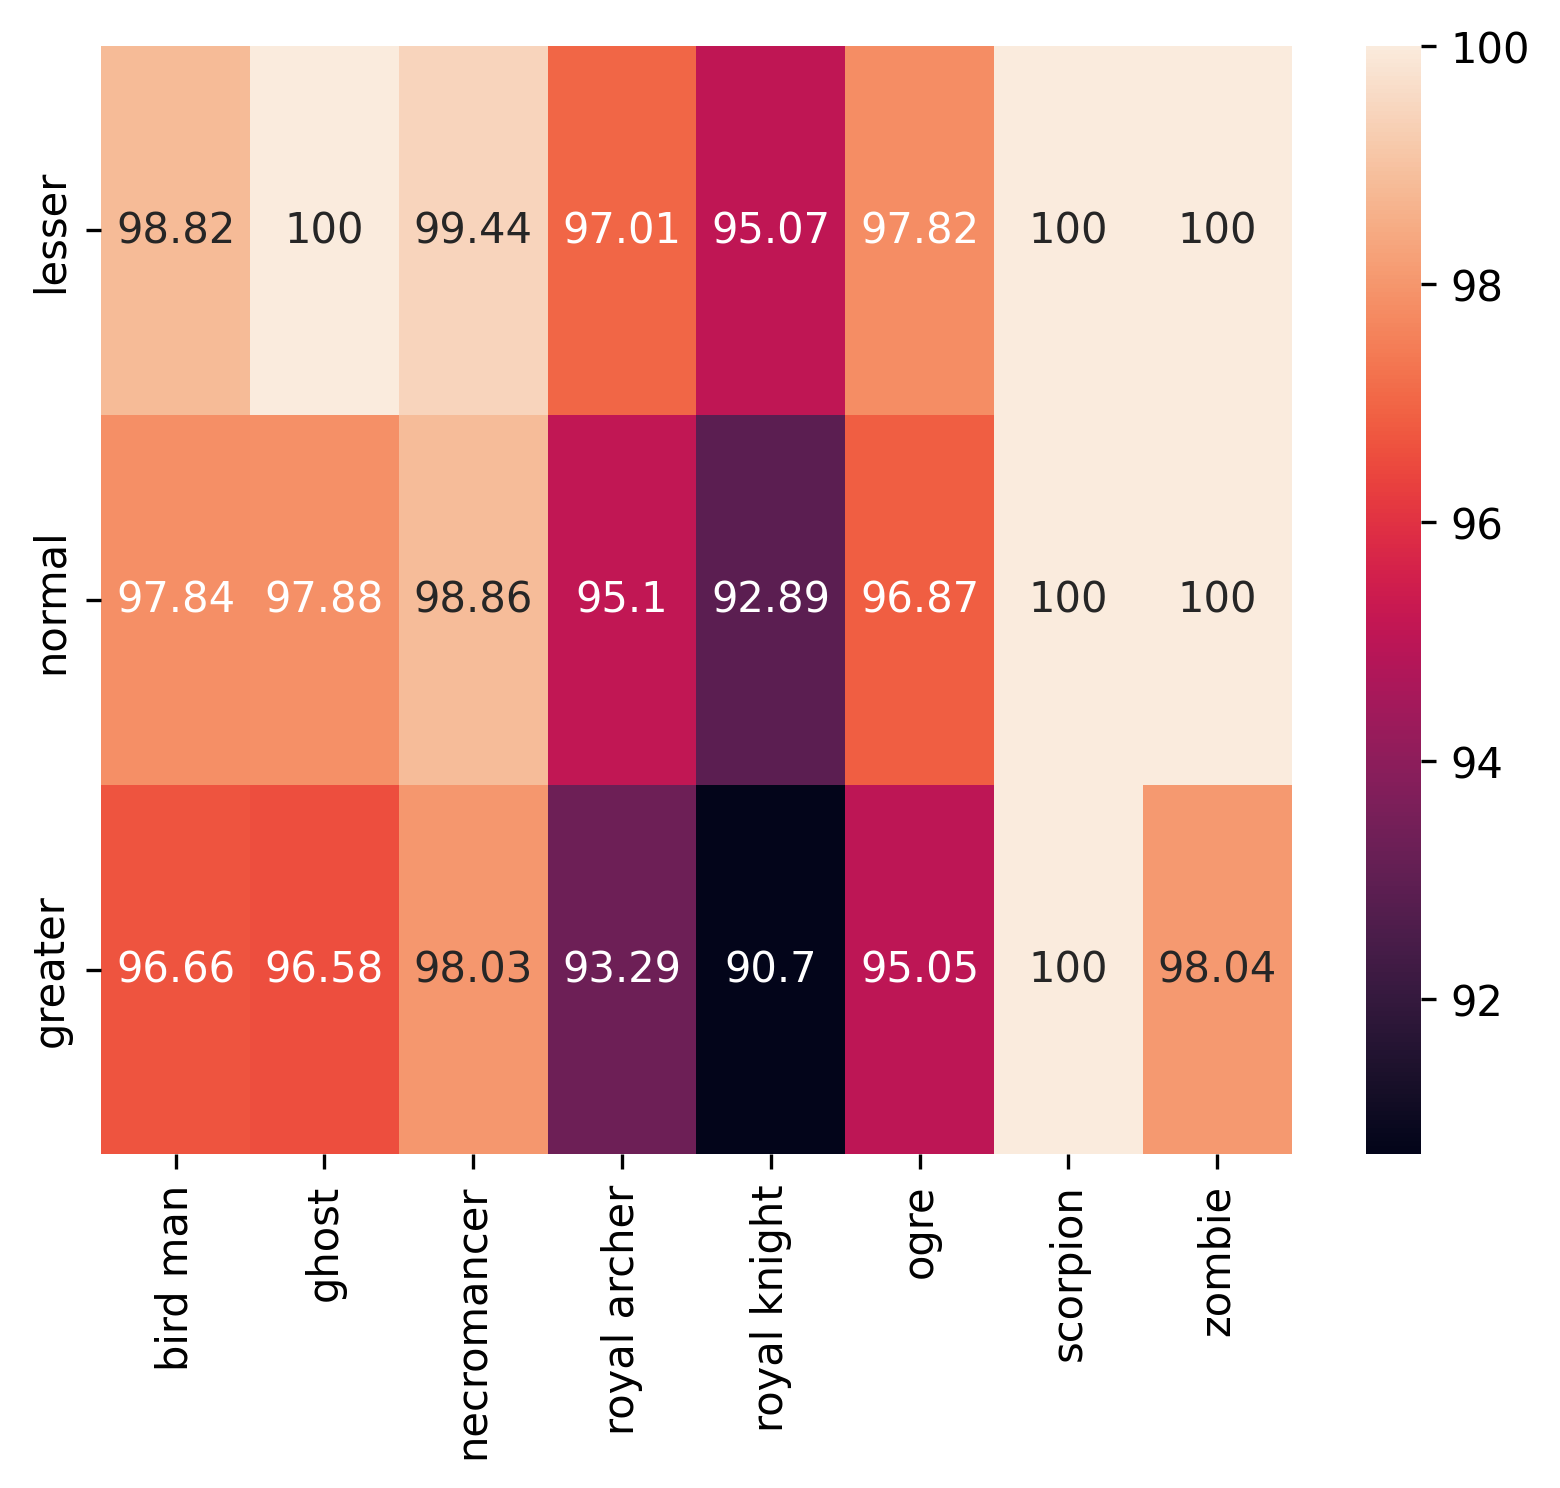 lesser 98.82 100 99.44 97.01 95.07 97.82 100 100
normal 97.84 97.88 98.86 95.1 92.89 96.87 100 100
greater 96.66 96.58 98.03 93.29 90.7 95.05 100 98.04
bird man
ghost
necromancer
royal archer
royal knight
ogre
scorpion
zombie
100
98
96
94
92